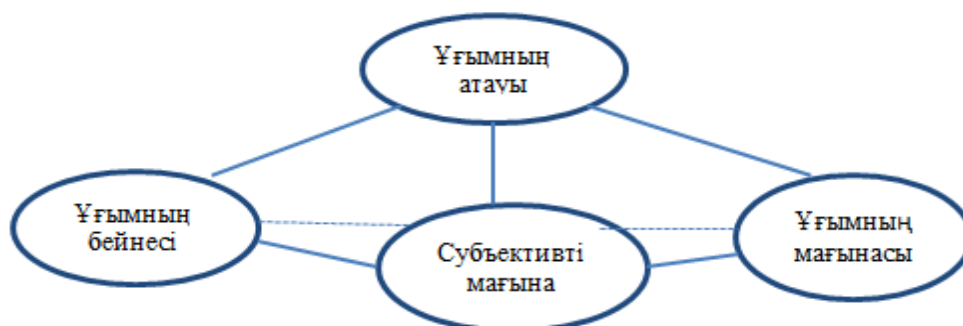 Ұғымның
атауы
Ұғымның
бейнесі
Субъективті
мағына
Ұғымның
мағынасы